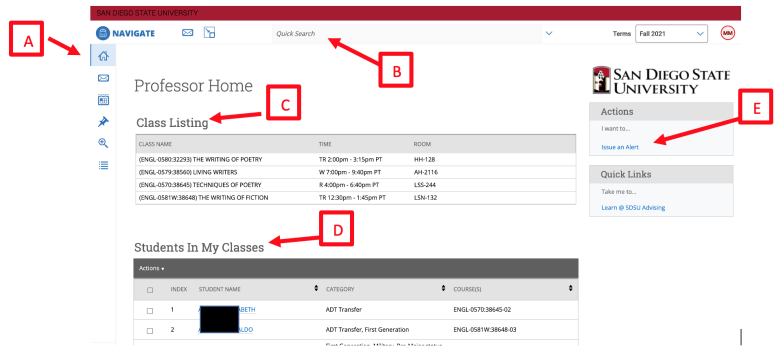 SAN DIEGO STATE UNIVERSITY
NAVIGATE
Quick Search
Terms Fall 2021
MM
A
B
Professor Home
SAN DIEGO STATE
UNIVERSITY
C
E
Actions
Class Listing
I want to...
CLASS NAME TIME ROOM
Issue an Alert
(ENGL-0580:32293) THE WRITING OF POETRY TR 2:00pm - 3:15pm PT HH-128
(ENGL-0579:38560) LIVING WRITERS W 7:00pm - 9:40pm PT AH-2116
Quick Links
(ENGL-0570:38645) TECHNIQUES OF POETRY R 4:00pm - 6:40pm PT LSS-244
Take me to...
(ENGL-0581W:38648) THE WRITING OF FICTION TR 12:30pm - 1:45pm PT LSN-132
Learn @ SDSU Advising
D
Students In My Classes
Actions
INDEX STUDENT NAME CATEGORY COURSE(S)
1 ABETH ADT Transfer ENGL-0570:38645-02
2 ALDO ADT Transfer, First Generation ENGL-0581W:38648-03